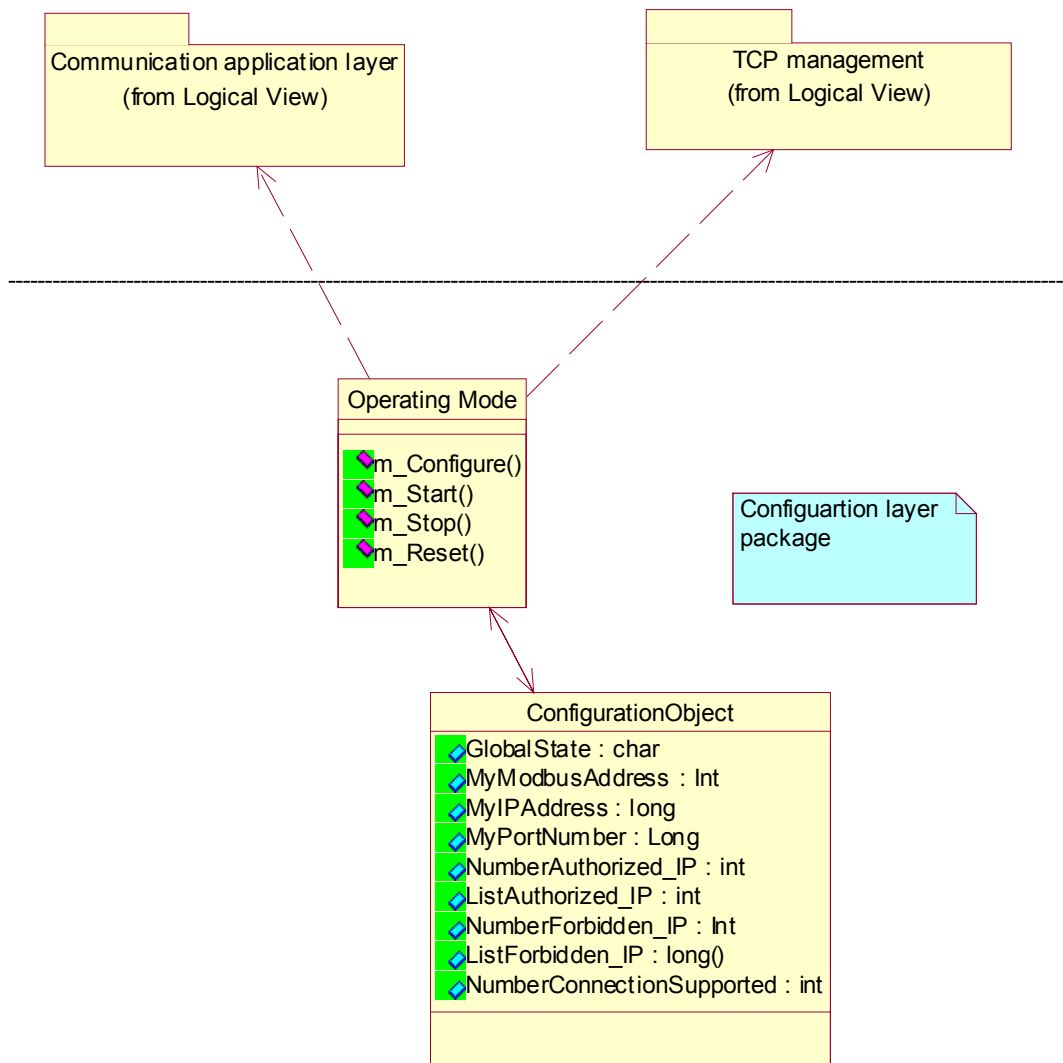 Communication application layer
(from Logical View)
TCP management
(from Logical View)
Operating Mode
m_Configure()
m_Start()
m_Stop()
m_Reset()
Configuartion layer
package
ConfigurationObject
GlobalState : char
MyModbusAddress : Int
MyIPAddress : long
MyPortNumber : Long
NumberAuthorized_IP : int
ListAuthorized_IP : int
NumberForbidden_IP : Int
ListForbidden_IP : long()
NumberConnectionSupported : int